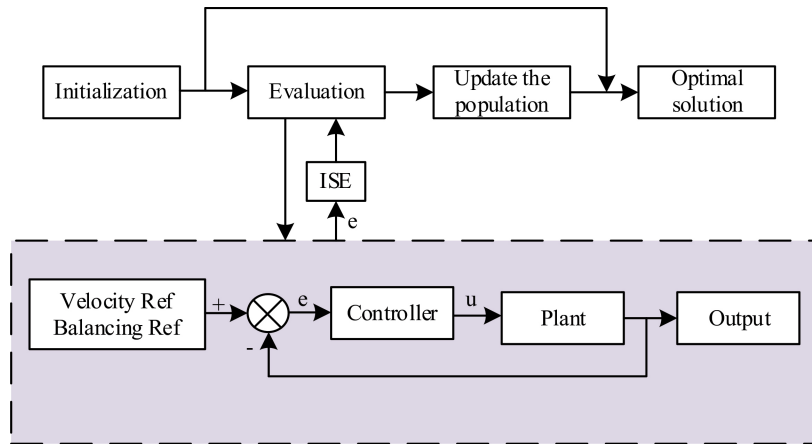 Initialization
Evaluation
Update the
population
Optimal
solution
ISE
e
Velocity Ref
Balancing Ref
+
-
e
Controller
u
Plant
Output